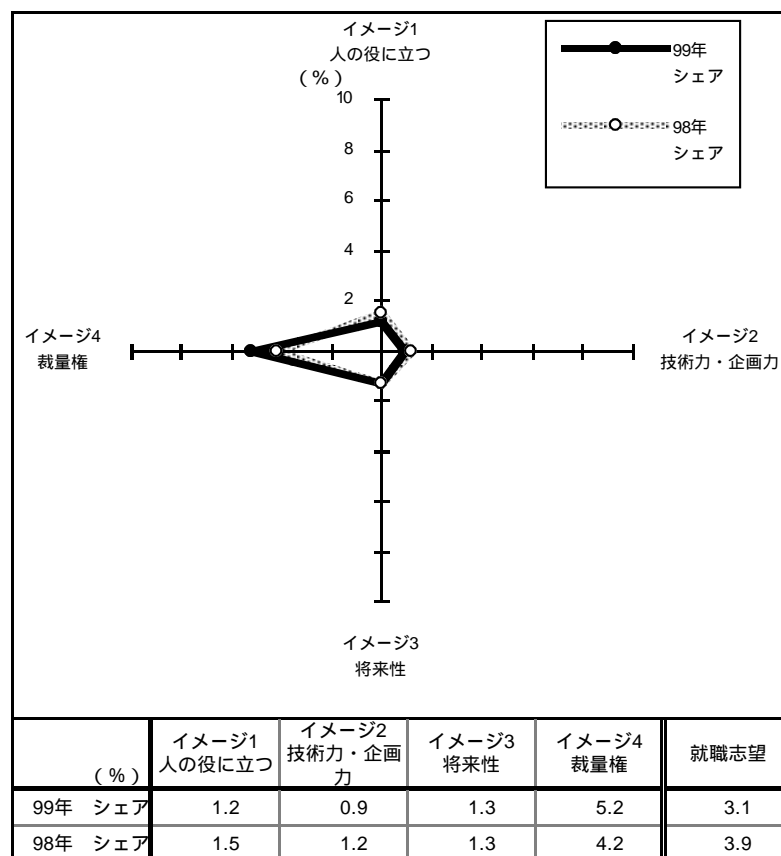 イメージ1
人の役に立つ
（％）
10
8
6
4
2
99年
シェア
98年
シェア
イメージ4
裁量権
イメージ2
技術力・企画力
イメージ3
将来性
（％） イメージ1 人の役に立つ イメージ2 技術力・企画力 イメージ3 将来性 イメージ4 裁量権 就職志望
99年 シェア 1.2 0.9 1.3 5.2 3.1
98年 シェア 1.5 1.2 1.3 4.2 3.9